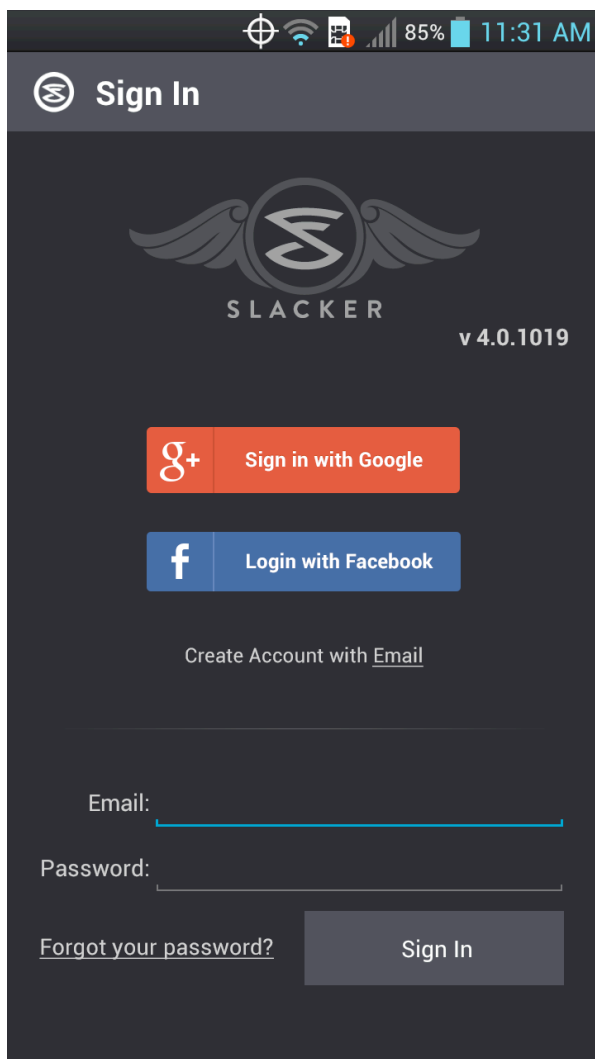 85% 11:31 AM
Sign In
SLACKER
v 4.0.1019
g+ Sign in with Google
f Login with Facebook
Create Account with Email
Email:
Password:
Forgot your password? Sign In